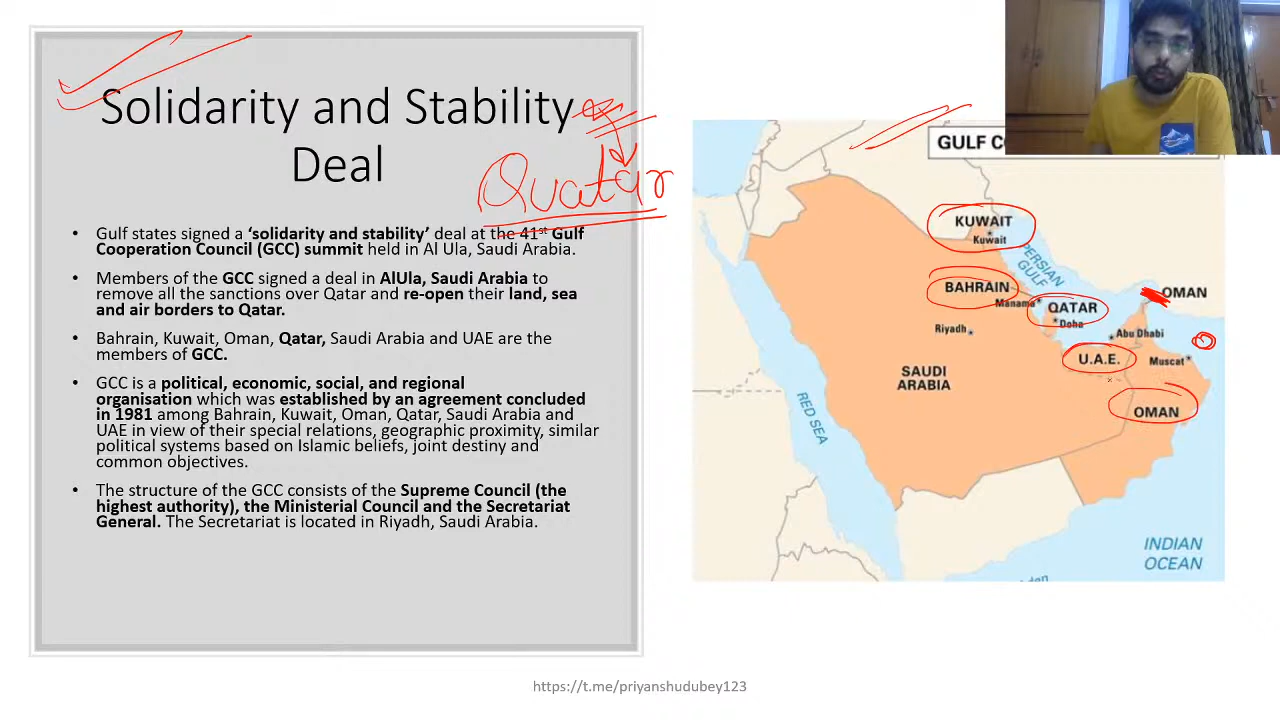 Solidarity and Stability
Deal
Quatar
• Gulf states signed a ‘solidarity and stability’ deal at the 41st Gulf
Cooperation Council (GCC) summit held in Al Ula, Saudi Arabia.
• Members of the GCC signed a deal in AlUla, Saudi Arabia to
remove all the sanctions over Qatar and re-open their land, sea
and air borders to Qatar.
• Bahrain, Kuwait, Oman, Qatar, Saudi Arabia and UAE are the
members of GCC.
• GCC is a political, economic, social, and regional
organisation which was established by an agreement concluded
in 1981 among Bahrain, Kuwait, Oman, Qatar, Saudi Arabia and
UAE in view of their special relations, geographic proximity, similar
political systems based on Islamic beliefs, joint destiny and
common objectives.
• The structure of the GCC consists of the Supreme Council (the
highest authority), the Ministerial Council and the Secretariat
General. The Secretariat is located in Riyadh, Saudi Arabia.
GULF
KUWAIT
Kuwait
PERSIAN
GULF
BAHRAIN
Manama
QATAR
Doha
OMAN
Riyadh
Abu Dhabi
U.A.E.
Muscat
SAUDI
ARABIA
OMAN
RED SEA
INDIAN
OCEAN
https://t.me/priyanshudubey123